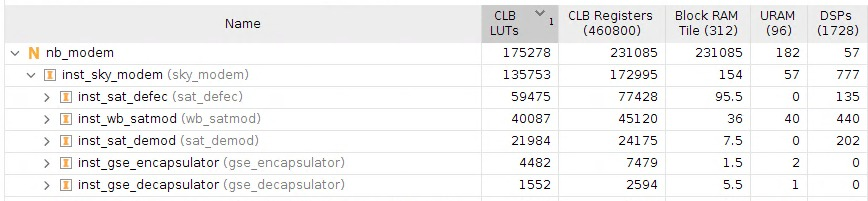 Name CLB LUTs 1 CLB Registers (460800) Block RAM Tile (312) URAM (96) DSPs (1728)
N nb_modem 175278 231085 231085 182 57
I inst_sky_modem (sky_modem) 135753 172995 154 57 777
I inst_sat_defec (sat_defec) 59475 77428 95.5 0 135
I inst_wb_satmod (wb_satmod) 40087 45120 36 40 440
I inst_sat_demod (sat_demod) 21984 24175 7.5 0 202
I inst_gse_encapsulator (gse_encapsulator) 4482 7479 1.5 2 0
I inst_gse_decapsulator (gse_decapsulator) 1552 2594 5.5 1 0